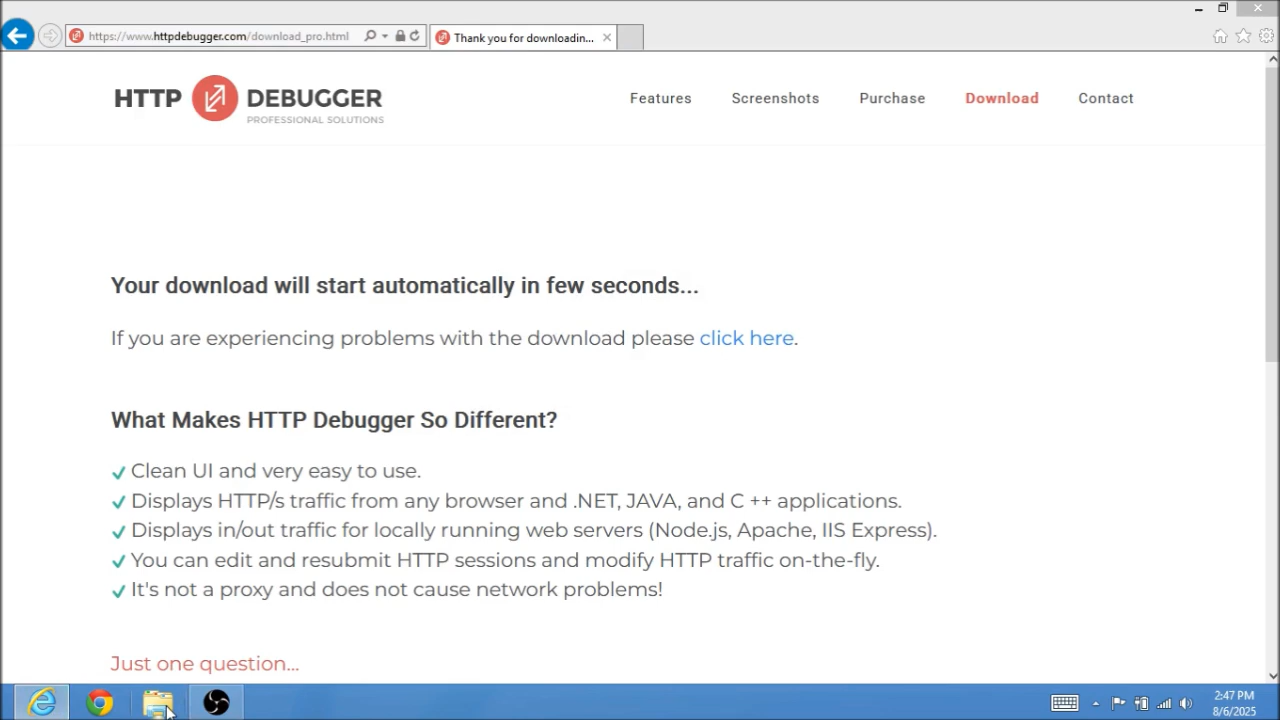 https://www.httpdebugger.com/download_pro.html
Thank you for downloadin...
HTTP DEBUGGER
PROFESSIONAL SOLUTIONS
Features Screenshots Purchase Download Contact
Your download will start automatically in few seconds...
If you are experiencing problems with the download please click here.
What Makes HTTP Debugger So Different?
Clean UI and very easy to use.
Displays HTTP/s traffic from any browser and .NET, JAVA, and C ++ applications.
Displays in/out traffic for locally running web servers (Node.js, Apache, IIS Express).
You can edit and resubmit HTTP sessions and modify HTTP traffic on-the-fly.
It's not a proxy and does not cause network problems!
Just one question...
2:47 PM
8/6/2025